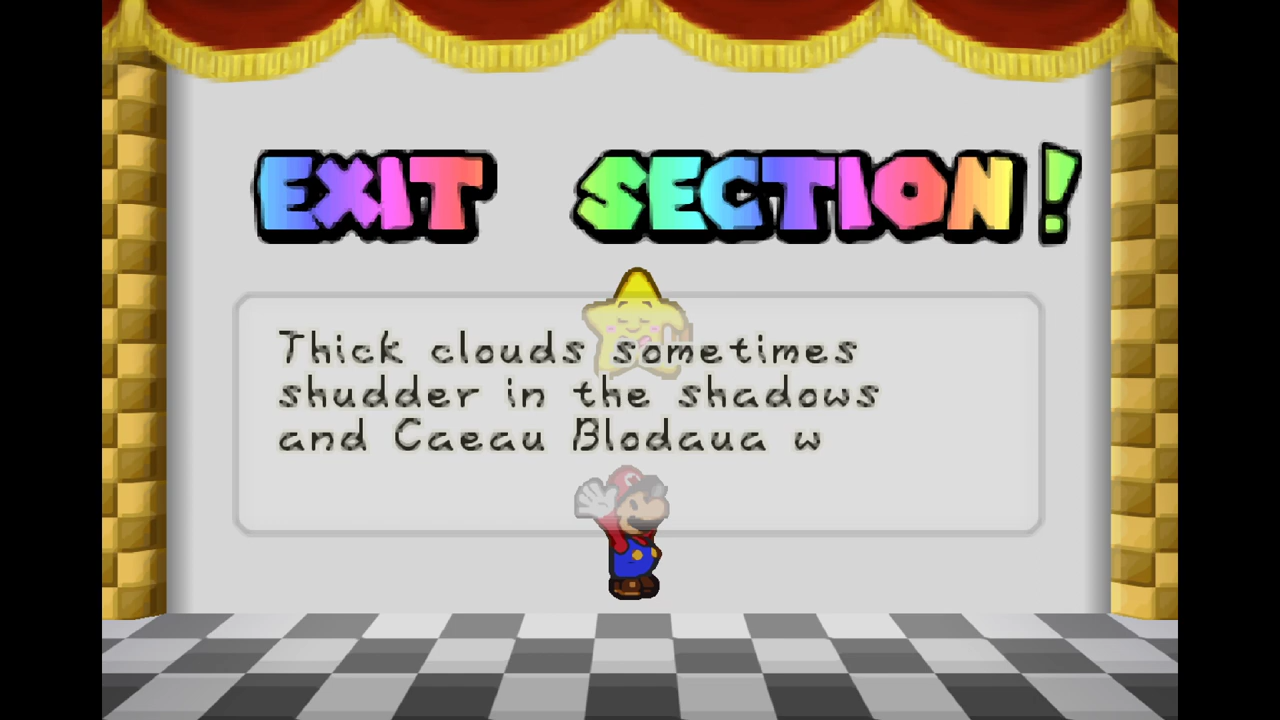 EXIT SECTION!
Thick clouds sometimes
shudder in the shadows
and Caeau Blodaua w